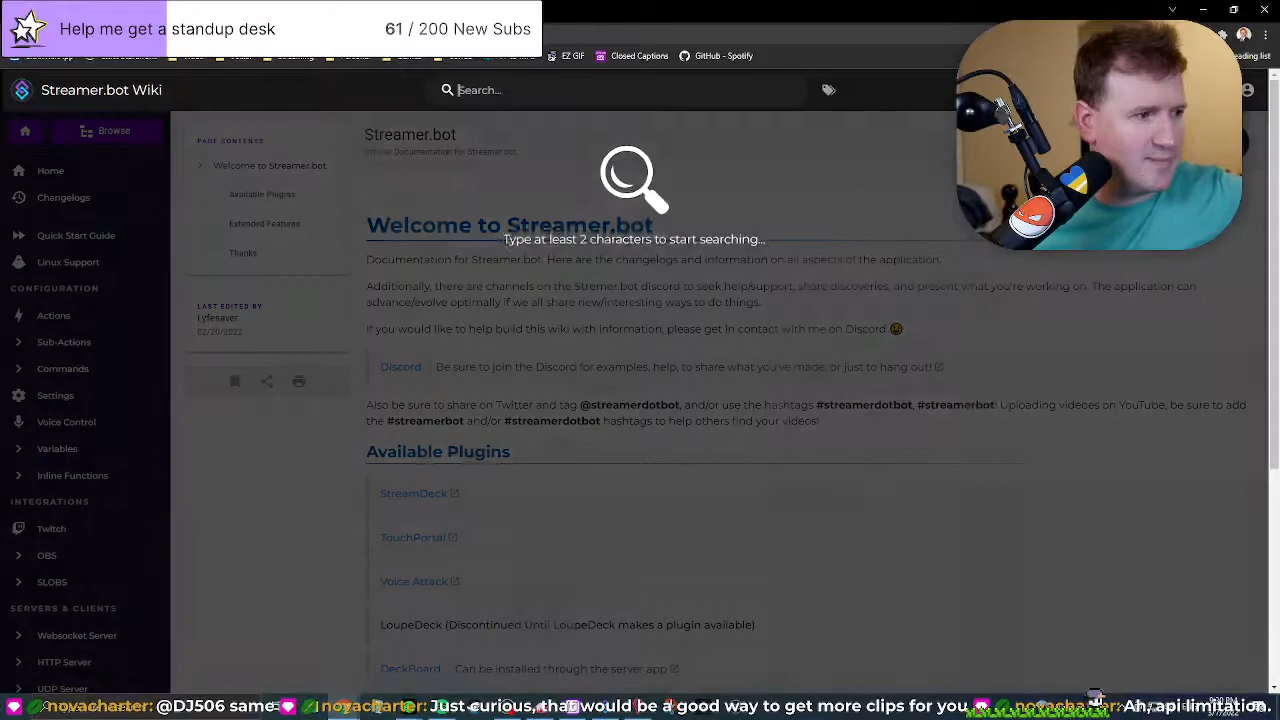 Help me get a standup desk 61 / 200 New Subs
EZ GIF Closed Captions GitHub - Spotify
Reading list
Streamer.bot Wiki
Search...
Browse
Home
Changelogs
Quick Start Guide
Linux Support
CONFIGURATION
Actions
Sub-Actions
Commands
Settings
Voice Control
Variables
Inline Functions
INTEGRATIONS
Twitch
OBS
SLOBS
SERVERS & CLIENTS
Websocket Server
HTTP Server
UDP Server
PAGE CONTENTS
Welcome to Streamer.bot
Available Plugins
Extended Features
Thanks
LAST EDITED BY
Lyfesaver
02/20/2022
Streamer.bot
Official Documentation for Streamer.bot
Type at least 2 characters to start searching...
Welcome to Streamer.bot
Documentation for Streamer.bot. Here are the changelogs and information on all aspects of the application.
Additionally, there are channels on the Stremer.bot discord to seek help/support, share discoveries, and present what you're working on. The application can
advance/evolve optimally if we all share new/interesting ways to do things.
If you would like to help build this wiki with information, please get in contact with me on Discord
Discord Be sure to join the Discord for examples, help, to share what you've made, or just to hang out!
Also be sure to share on Twitter and tag @streamerdotbot, and/or use the hashtags #streamerdotbot, #streamerbot! Uploading videos on YouTube, be sure to add
the #streamerbot and/or #streamerdotbot hashtags to help others find your videos!
Available Plugins
StreamDeck
TouchPortal
Voice Attack
LoupeDeck (Discontinued Until LoupeDeck makes a plugin available)
DeckBoard Can be installed through the server app
novacharter: @DJ506 same novacharter: Just curious, what would be a good way to get more clips for you novacharter: And I'm limited